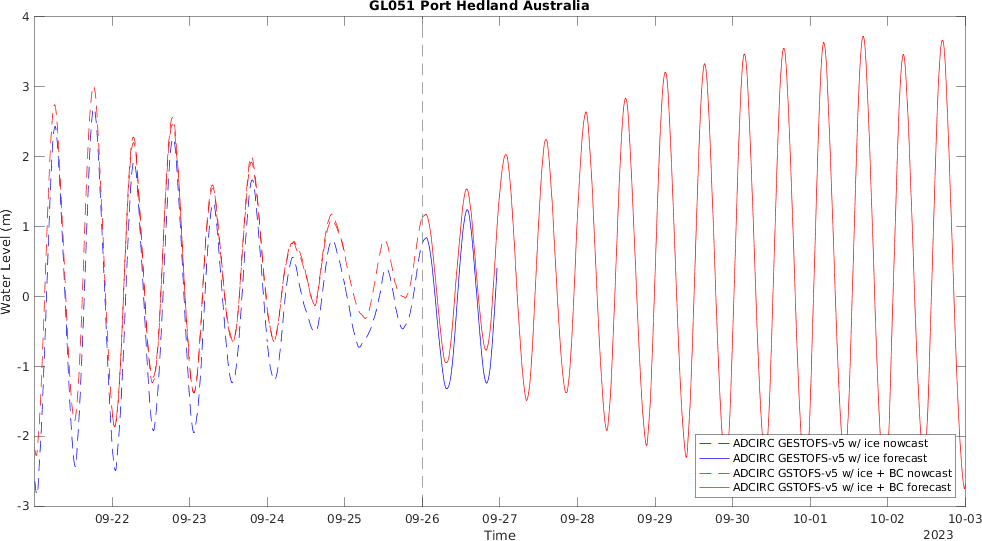 GL051 Port Hedland Australia
4
3
2
1
0
-1
-2
-3
Water Level (m)
ADCIRC GESTOFS-v5 w/ ice nowcast
ADCIRC GESTOFS-v5 w/ ice forecast
ADCIRC GSTOFS-v5 w/ ice + BC nowcast
ADCIRC GSTOFS-v5 w/ ice + BC forecast
09-22 09-23 09-24 09-25 09-26 09-27 09-28 09-29 09-30 10-01 10-02 10-03
Time
2023